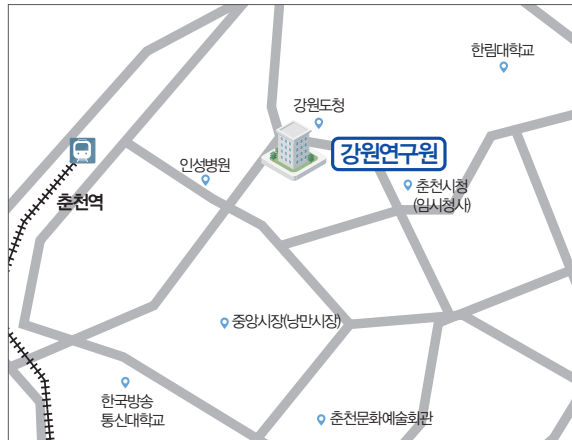 한림대학교
강원도청
강원연구원
인성병원
춘천시청
(임시청사)
춘천역
중앙시장(낭만시장)
한국방송
통신대학교
춘천문화예술회관